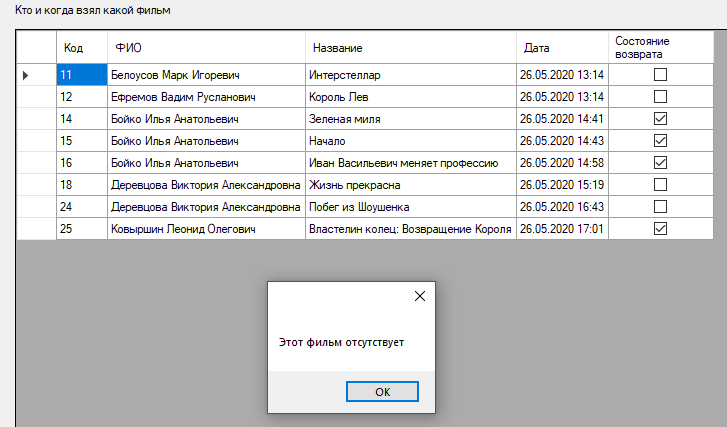 Кто и когда взял какой фильм
Код ФИО Название Дата Состояние возврата
11 Белоусов Марк Игоревич Интерстеллар 26.05.2020 13:14
12 Ефремов Вадим Русланович Король Лев 26.05.2020 13:14
14 Бойко Илья Анатольевич Зеленая миля 26.05.2020 14:41
15 Бойко Илья Анатольевич Начало 26.05.2020 14:43
16 Бойко Илья Анатольевич Иван Васильевич меняет профессию 26.05.2020 14:58
18 Деревцова Виктория Александровна Жизнь прекрасна 26.05.2020 15:19
24 Деревцова Виктория Александровна Побег из Шоушенка 26.05.2020 16:43
25 Ковыршин Леонид Олегович Властелин колец: Возвращение Короля 26.05.2020 17:01
Этот фильм отсутствует
ОК